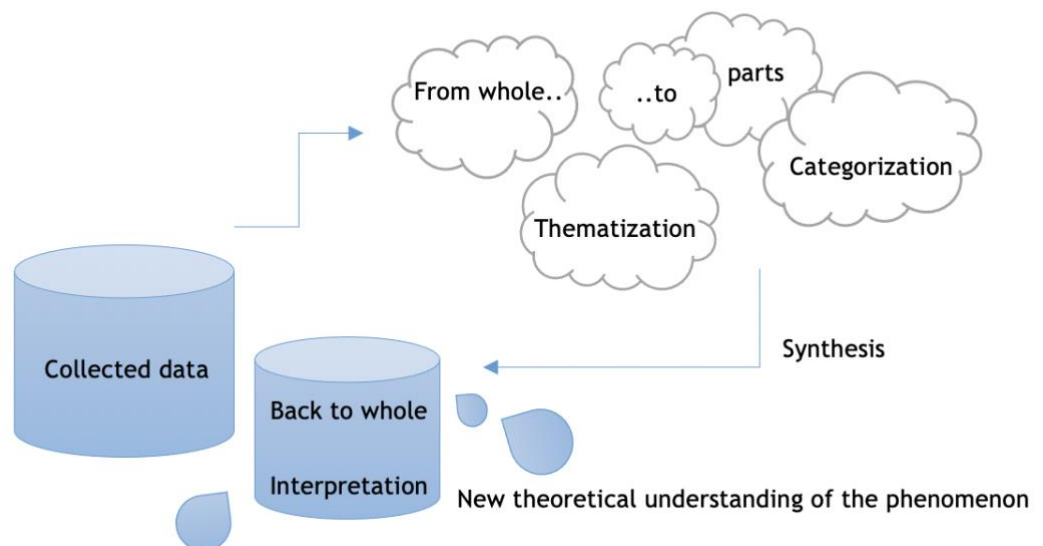 From whole..
..to
parts
Categorization
Thematization
Collected data
Synthesis
Back to whole
Interpretation
New theoretical understanding of the phenomenon